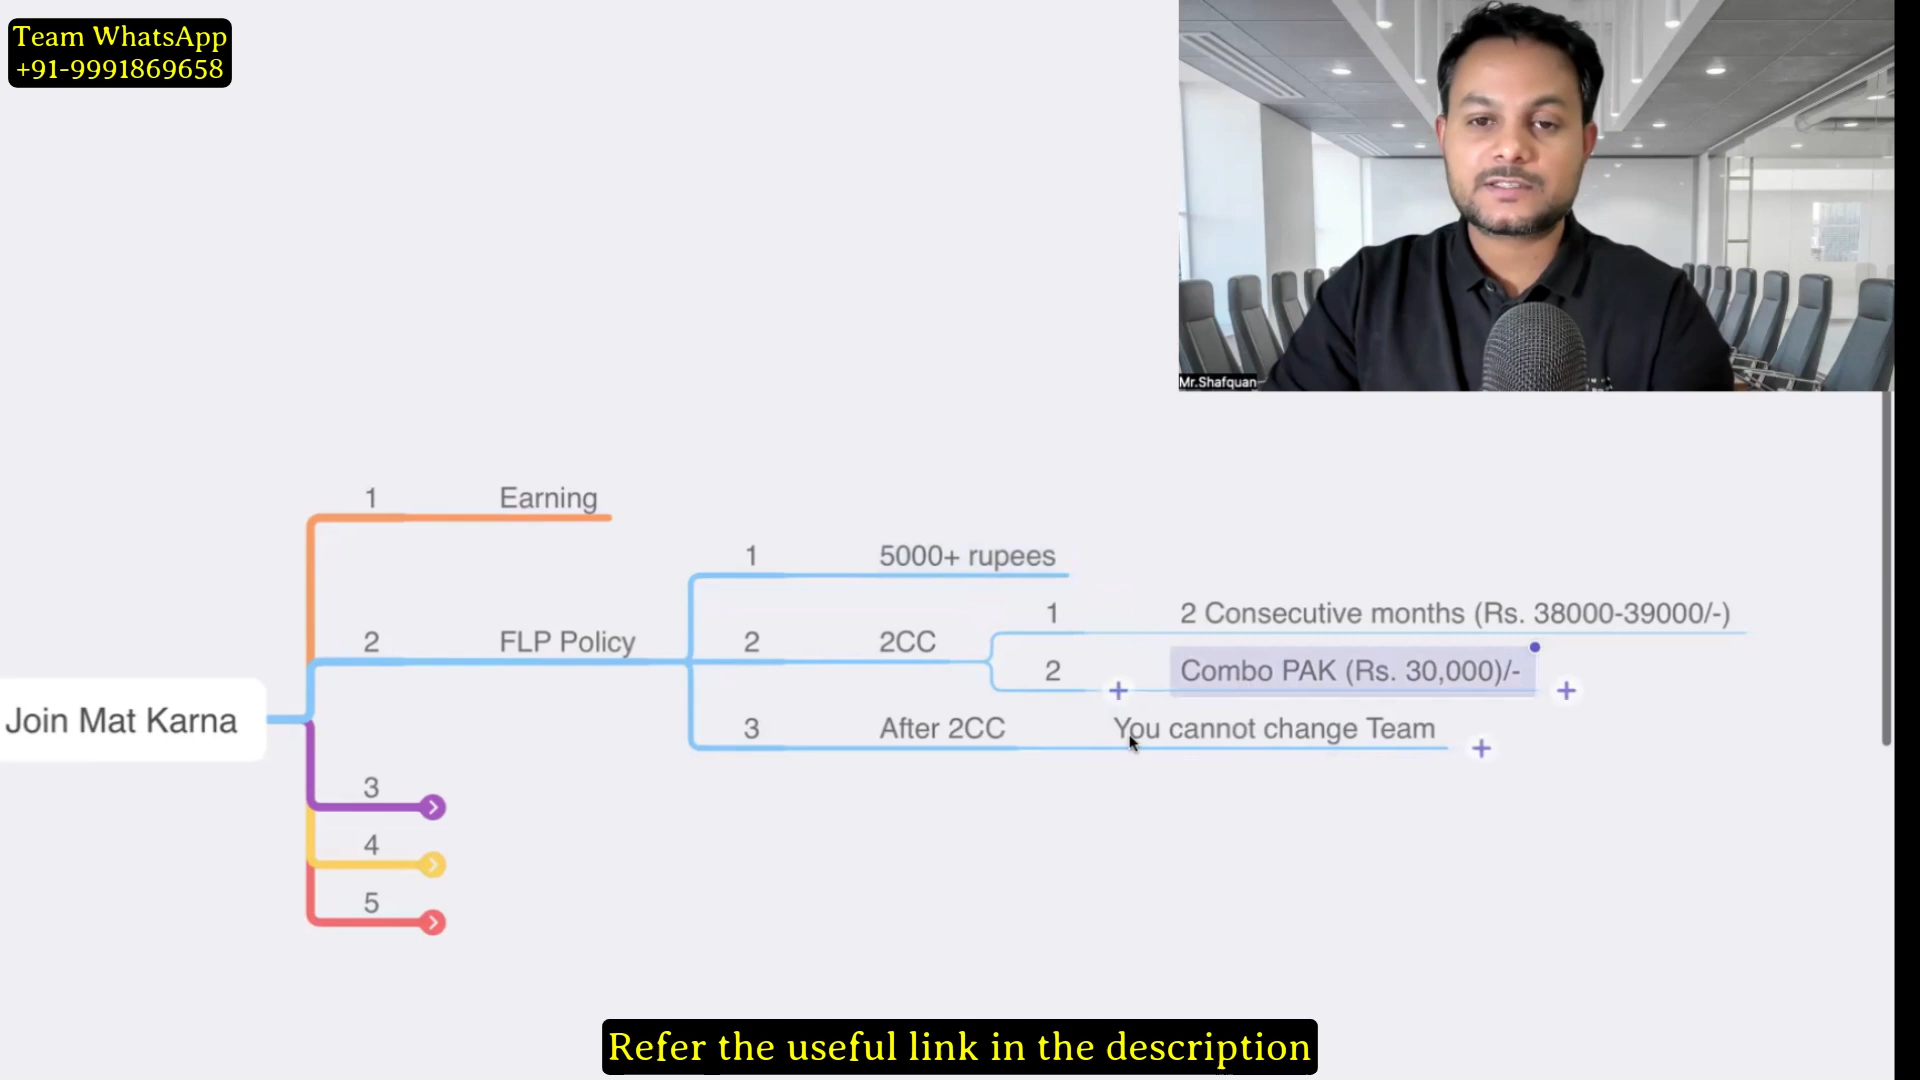 Team WhatsApp
+91-9991869658
Mr.Shafquan
1 Earning
1 5000+ rupees
1 2 Consecutive months (Rs. 38000-39000/-)
2 FLP Policy
2 2CC
2 Combo PAK (Rs. 30,000)/-
3 After 2CC You cannot change Team
Join Mat Karna
3
4
5
Refer the useful link in the description